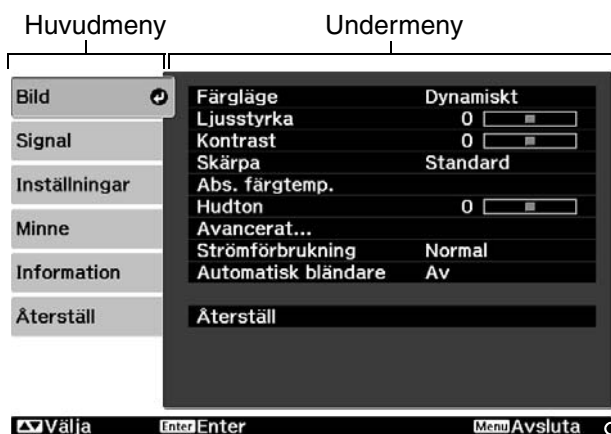 Huvudmeny Undermeny
Bild Färgläge Dynamiskt
Ljusstyrka 0
Signal Kontrast 0
Skärpa Standard
Inställningar Abs. färgtemp.
Hudton 0
Minne Avancerat...
Strömförbrukning Normal
Information Automatisk bländare Av
Återställ Återställ
Välja Enter Enter Menu Avsluta